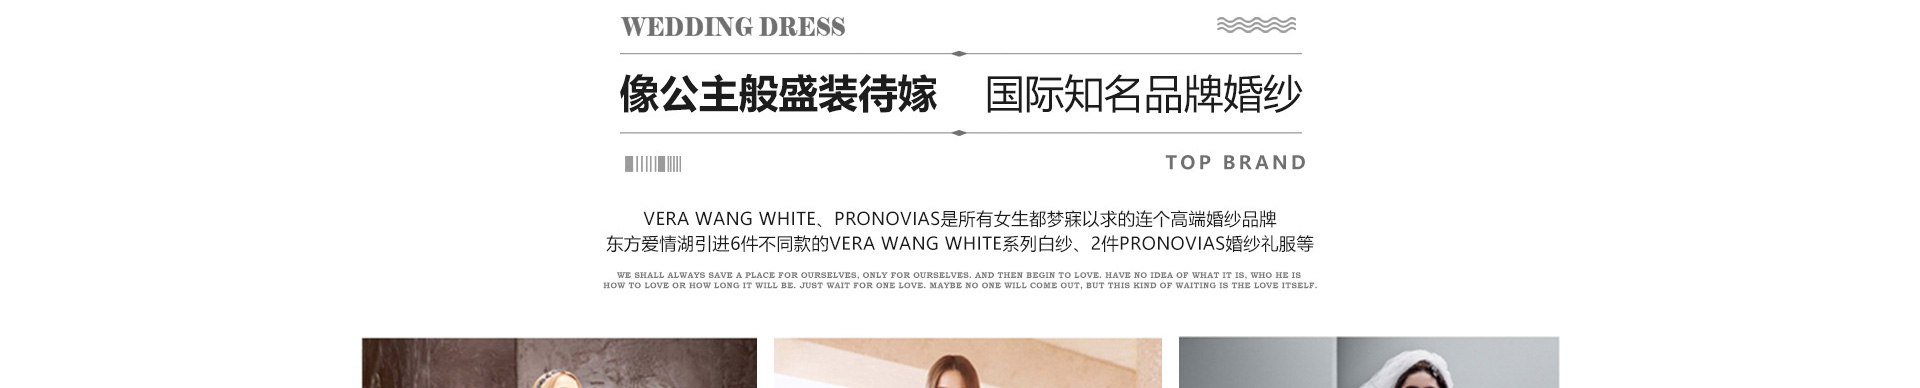 WEDDING DRESS
像公主般盛装待嫁 国际知名品牌婚纱
TOP BRAND
VERA WANG WHITE、PRONOVIAS是所有女生都梦寐以求的连个高端婚纱品牌
东方爱情湖引进6件不同款的VERA WANG WHITE系列白纱、2件PRONOVIAS婚纱礼服等
WE SHALL ALWAYS SAVE A PLACE FOR OURSELVES, ONLY FOR OURSELVES. AND THEN BEGIN TO LOVE. HAVE NO IDEA OF WHAT IT IS, WHO HE IS
HOW TO LOVE OR HOW LONG IT WILL BE. JUST WAIT FOR ONE LOVE. MAYBE NO ONE WILL COME OUT, BUT THIS KIND OF WAITING IS THE LOVE ITSELF.